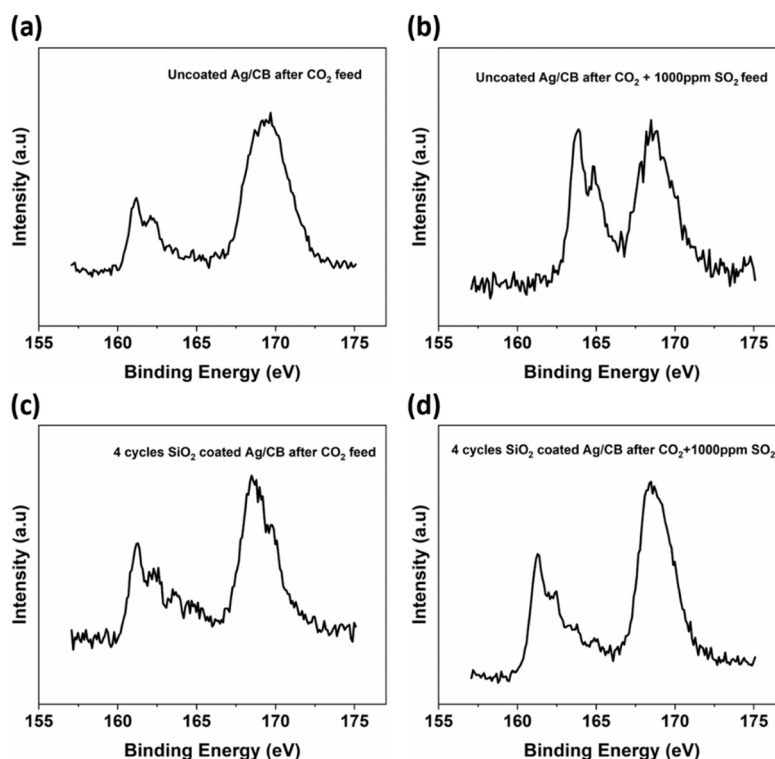 (a)
Uncoated Ag/CB after CO₂ feed
Intensity (a.u)
155 160 165 170 175
Binding Energy (eV)
(b)
Uncoated Ag/CB after CO₂ + 1000ppm SO₂ feed
Intensity (a.u)
155 160 165 170 175
Binding Energy (eV)
(c)
4 cycles SiO₂ coated Ag/CB after CO₂ feed
Intensity (a.u)
155 160 165 170 175
Binding Energy (eV)
(d)
4 cycles SiO₂ coated Ag/CB after CO₂+1000ppm SO₂
Intensity (a.u)
155 160 165 170 175
Binding Energy (eV)